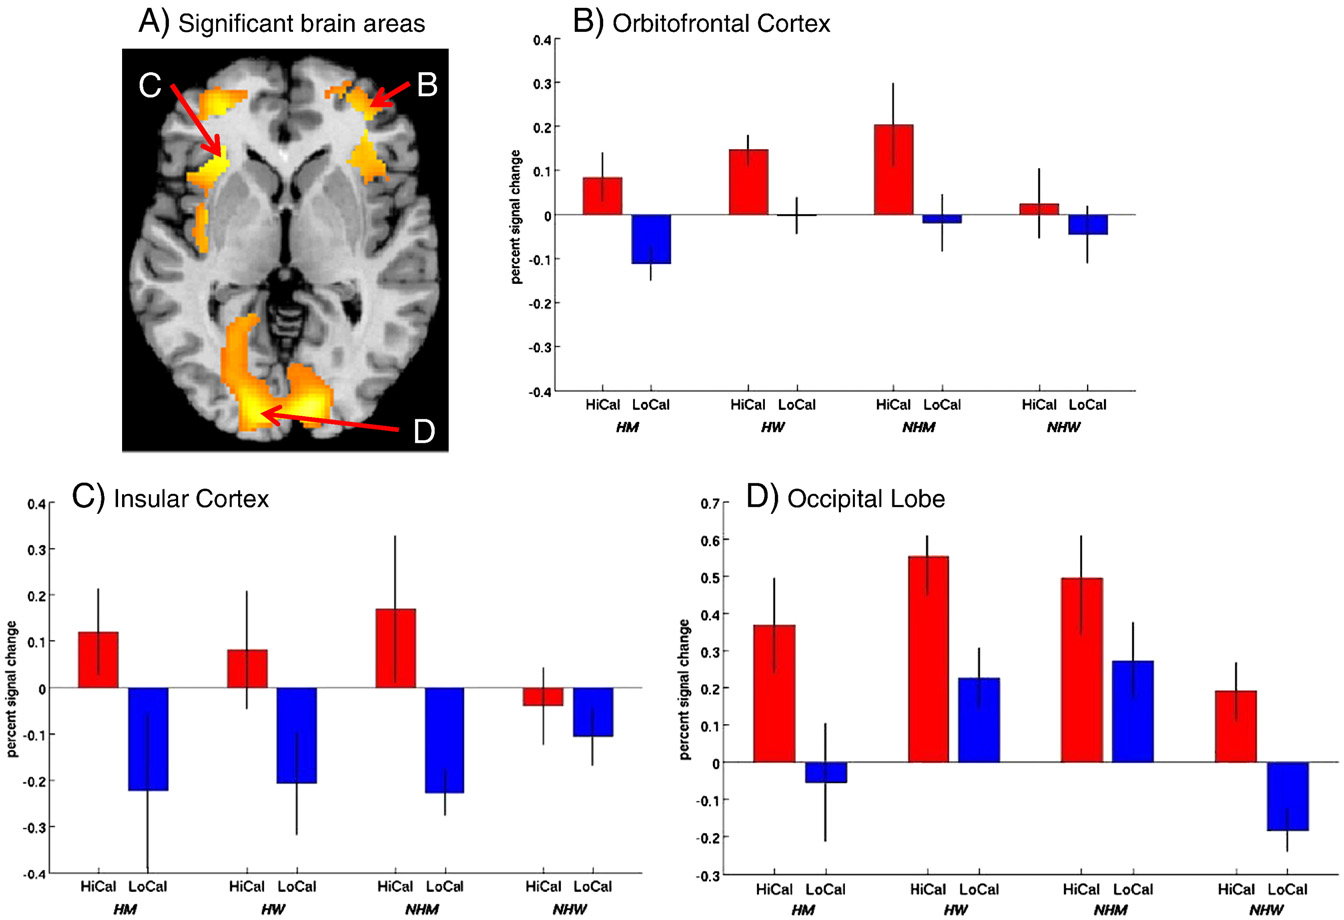 A) Significant brain areas
C
B
D
B) Orbitofrontal Cortex
percent signal change
0.4
0.3
0.2
0.1
0
-0.1
-0.2
-0.3
-0.4
HiCal LoCal HiCal LoCal HiCal LoCal HiCal LoCal
HM HW NHM NHW
C) Insular Cortex
percent signal change
0.4
0.3
0.2
0.1
0
-0.1
-0.2
-0.3
-0.4
HiCal LoCal HiCal LoCal HiCal LoCal HiCal LoCal
HM HW NHM NHW
D) Occipital Lobe
percent signal change
0.7
0.6
0.5
0.4
0.3
0.2
0.1
0
-0.1
-0.2
-0.3
HiCal LoCal HiCal LoCal HiCal LoCal HiCal LoCal
HM HW NHM NHW